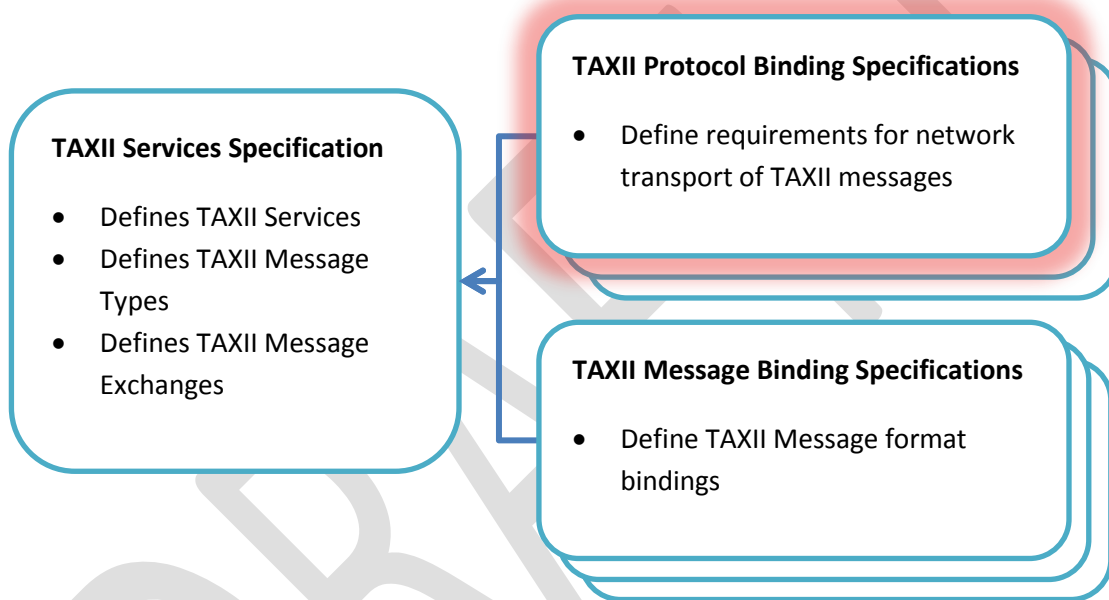 TAXII Services Specification
• Defines TAXII Services
• Defines TAXII Message
Types
• Defines TAXII Message
Exchanges
TAXII Protocol Binding Specifications
• Define requirements for network
transport of TAXII messages
TAXII Message Binding Specifications
• Define TAXII Message format
bindings